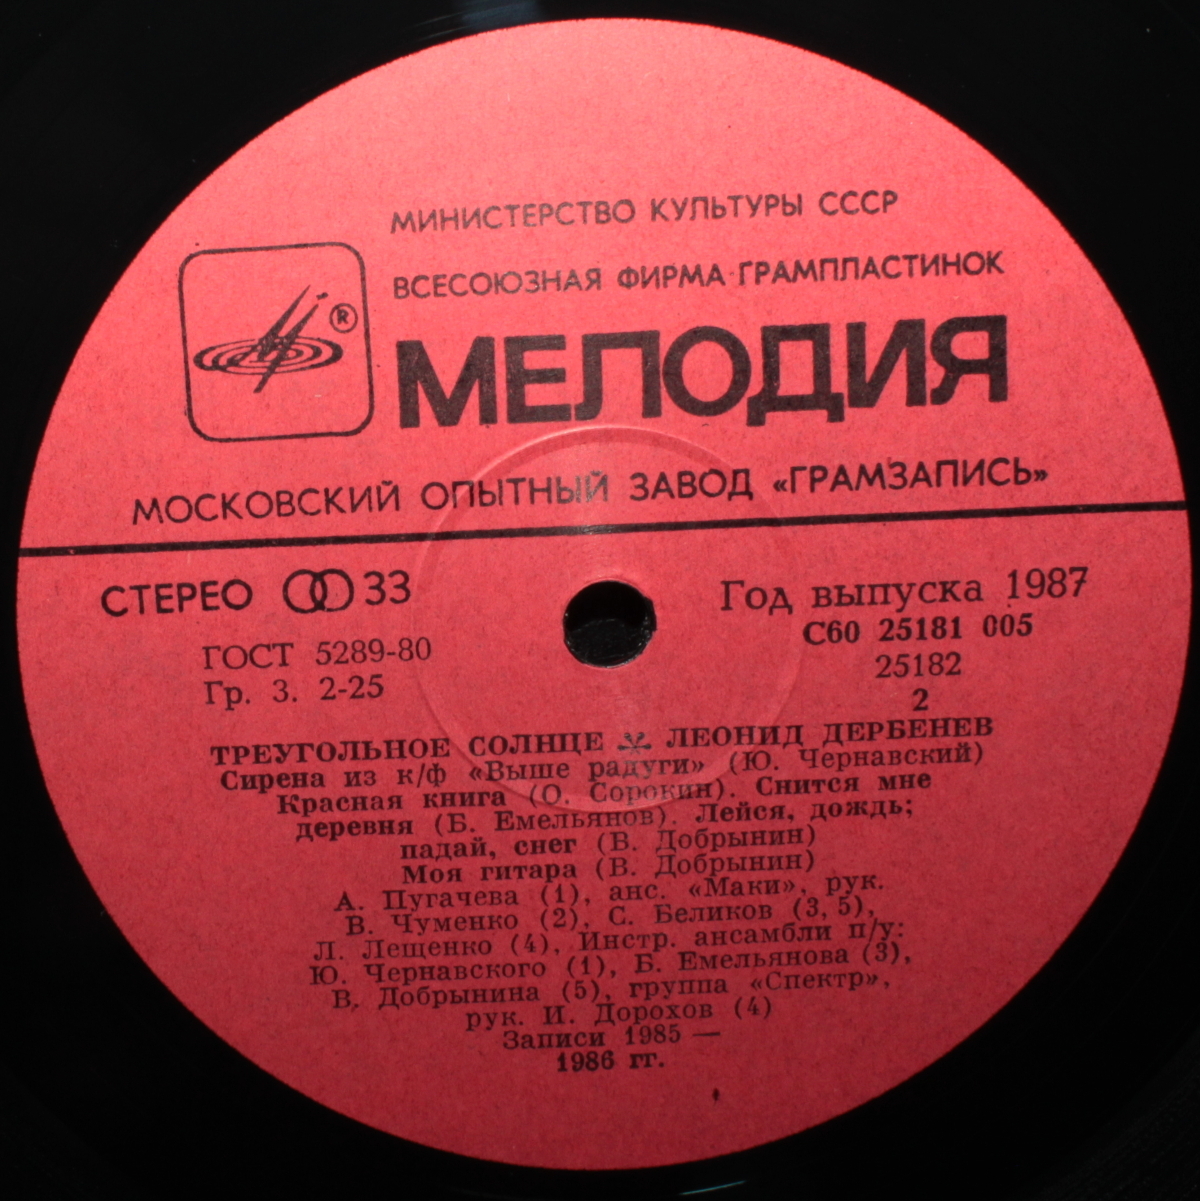 МИНИСТЕРСТВО КУЛЬТУРЫ СССР
ВСЕСОЮЗНАЯ ФИРМА ГРАМПЛАСТИНОК
®
МЕЛОДИЯ
МОСКОВСКИЙ ОПЫТНЫЙ ЗАВОД «ГРАМЗАПИСЬ»
СТЕРЕО 33
Год выпуска 1987
ГОСТ 5289-80
С60 25181 005
Гр. 3. 2-25
25182
2
ТРЕУГОЛЬНОЕ СОЛНЦЕ * ЛЕОНИД ДЕРБЕНЕВ
Сирена из к/ф «Выше радуги» (Ю. Чернавский)
Красная книга (О. Сорокин). Снится мне
деревня (Б. Емельянов). Лейся, дождь;
падай, снег (В. Добрынин)
Моя гитара (В. Добрынин)
А. Пугачева (1), анс. «Маки», рук.
В. Чуменко (2), С. Беликов (3, 5),
Л. Лещенко (4), Инстр. ансамбли п/у:
Ю. Чернавского (1), Б. Емельянова (3),
В. Добрынина (5), группа «Спектр»,
рук. И. Дорохов (4)
Записи 1985 —
1986 гг.